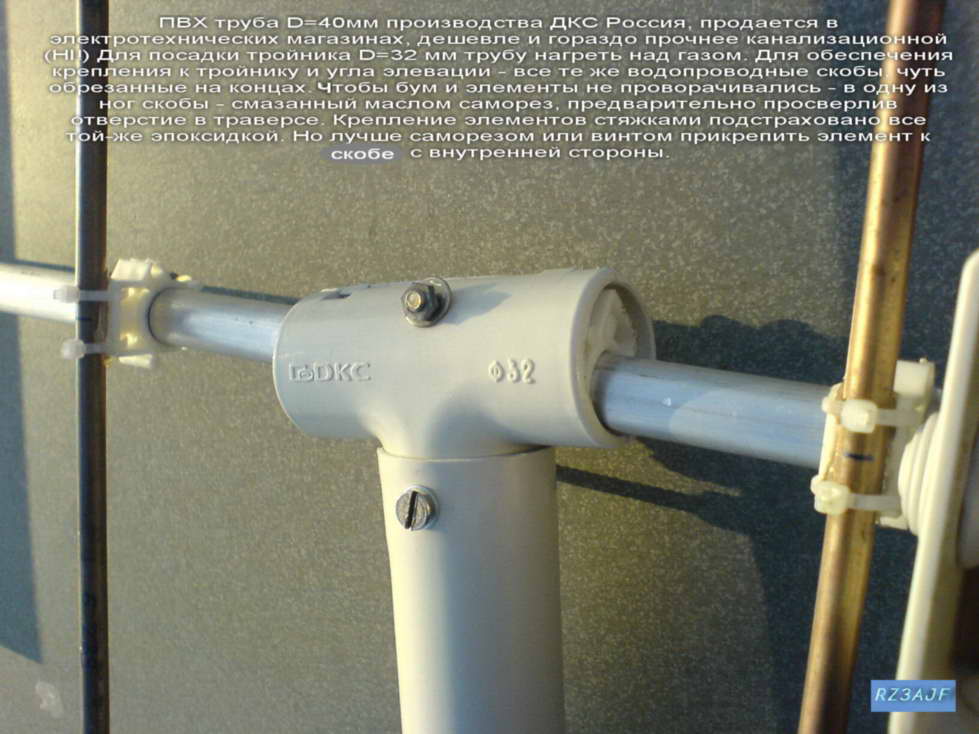 ПВХ труба D=40мм производства ДКС Россия, продается в
электротехнических магазинах, дешевле и гораздо прочнее канализационной
(НПП) Для посадки тройника D=32 мм трубу нагреть над газом. Для обеспечения
крепления к тройнику и угла элевации - все те же водопроводные скобы, чуть
обрезанные на концах. Чтобы бум и элементы не проворачивались - в одну из
ног скобы - смазанный маслом саморез, предварительно просверлив
отверстие в траверсе. Крепление элементов стяжками подстраховано все
той-же эпоксидкой. Но лучше саморезом или винтом прикрепить элемент к
скобе с внутренней стороны.
ДКС Ф32
RZ3AJF